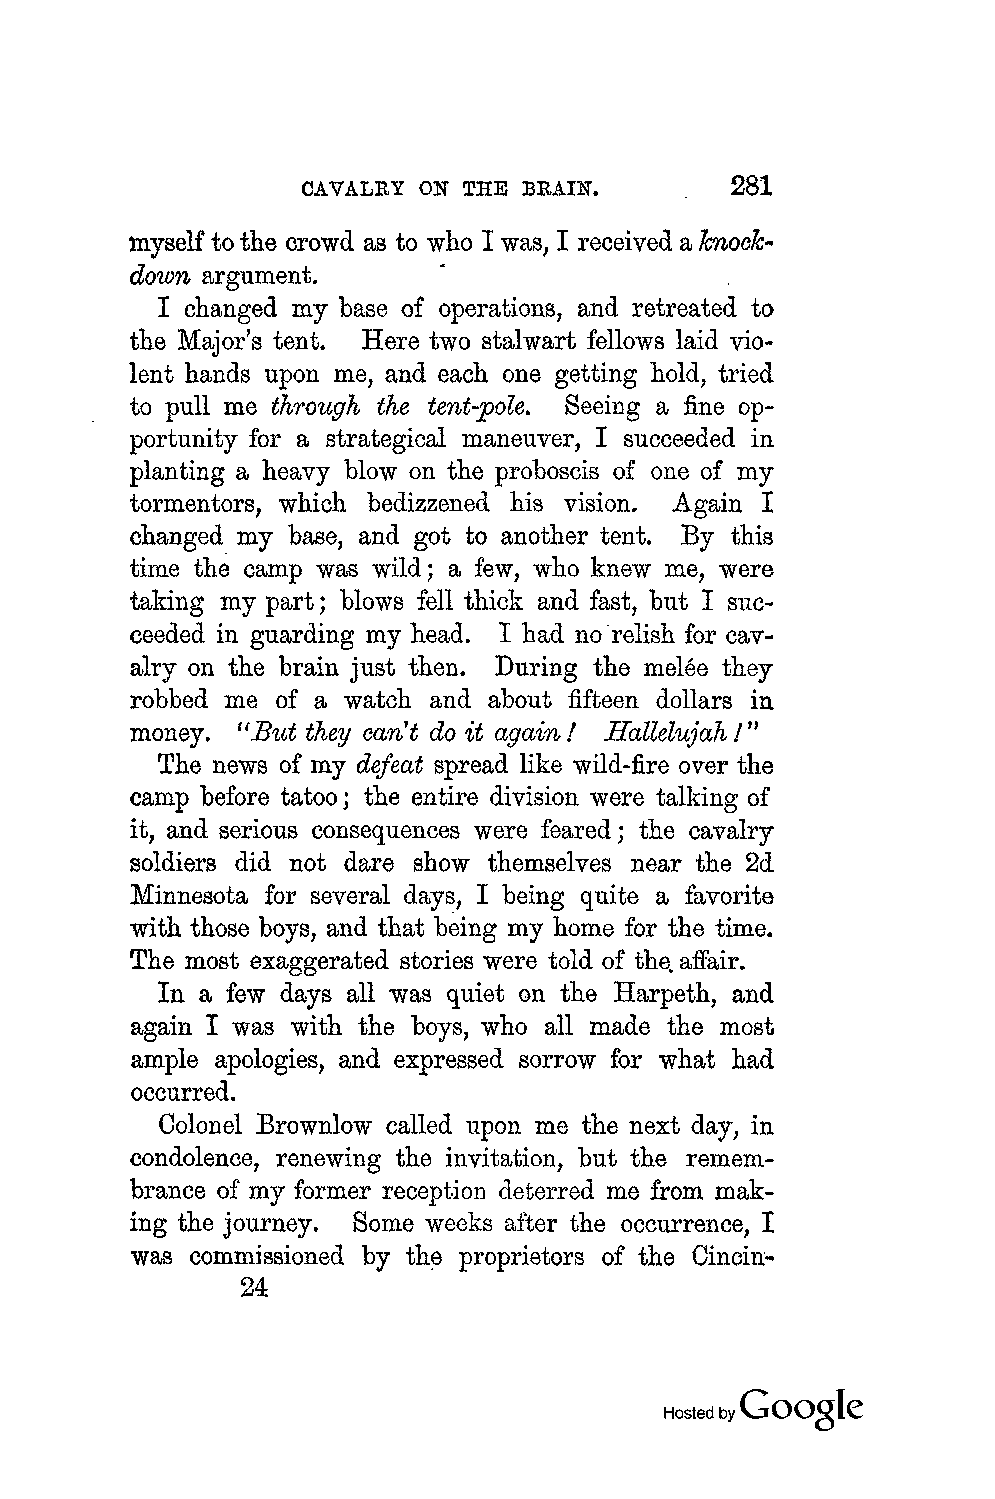 CAVALRY ON THE BRAIN. 281
myself to the crowd as to who I was, I received a knock-
down argument.
I changed my base of operations, and retreated to
the Major's tent. Here two stalwart fellows laid vio-
lent hands upon me, and each one getting hold, tried
to pull me through the tent-pole. Seeing a fine op-
portunity for a strategical maneuver, I succeeded in
planting a heavy blow on the proboscis of one of my
tormentors, which bedizzened his vision. Again I
changed my base, and got to another tent. By this
time the camp was wild; a few, who knew me, were
taking my part; blows fell thick and fast, but I suc-
ceeded in guarding my head. I had no relish for cav-
alry on the brain just then. During the melée they
robbed me of a watch and about fifteen dollars in
money. "But they can't do it again! Hallelujah!"
The news of my defeat spread like wild-fire over the
camp before tatoo; the entire division were talking of
it, and serious consequences were feared; the cavalry
soldiers did not dare show themselves near the 2d
Minnesota for several days, I being quite a favorite
with those boys, and that being my home for the time.
The most exaggerated stories were told of the affair.
In a few days all was quiet on the Harpeth, and
again I was with the boys, who all made the most
ample apologies, and expressed sorrow for what had
occurred.
Colonel Brownlow called upon me the next day, in
condolence, renewing the invitation, but the remem-
brance of my former reception deterred me from mak-
ing the journey. Some weeks after the occurrence, I
was commissioned by the proprietors of the Cincin-
24
Hosted by Google